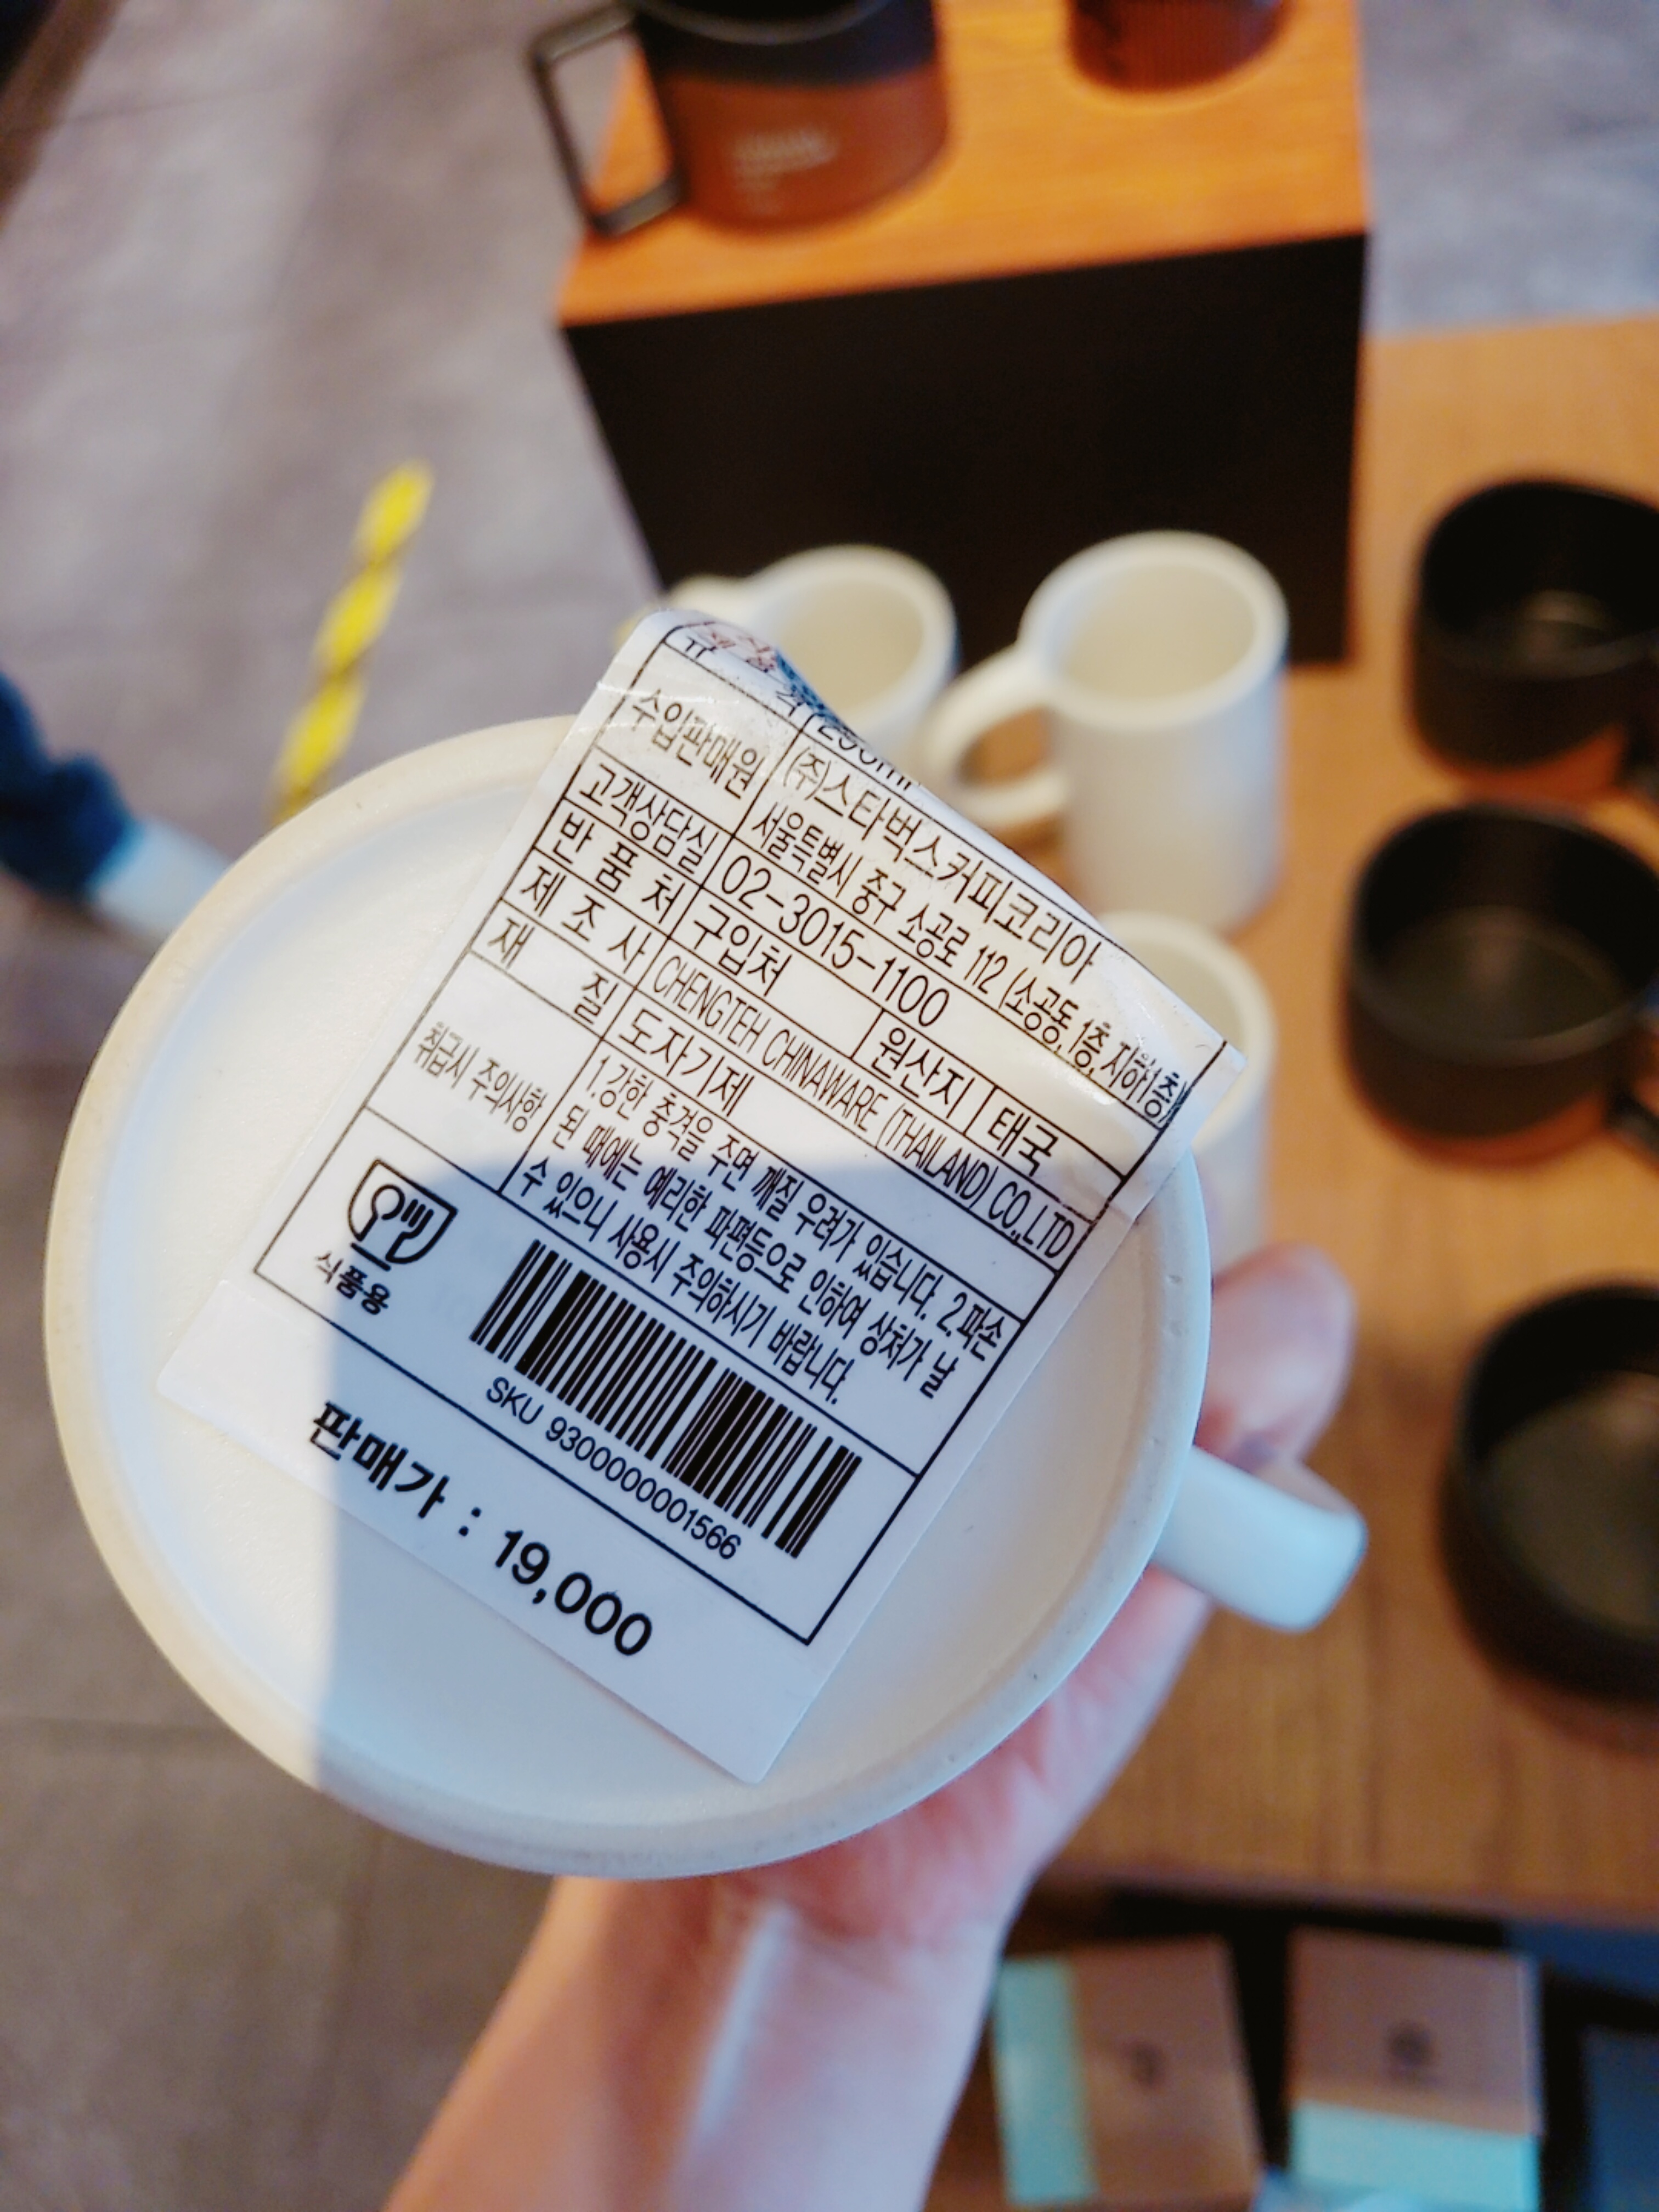 규 격
수입판매원 (주)스타벅스커피코리아
서울특별시 중구 소공로 112 (소공동,1층, 지하1층)
고객상담실 02-3015-1100
반 품 처 구입처 원산지 태국
제 조 사 CHENGTEH CHINAWARE (THAILAND) CO.,LTD
재 질 도자기제
취급시 주의사항 1.강한 충격을 주면 깨질 우려가 있습니다. 2.파손
된 때에는 예리한 파편등으로 인하여 상처가 날
수 있으니 사용시 주의하시기 바랍니다.
식품용
SKU 9300000001566
판매가 : 19,000